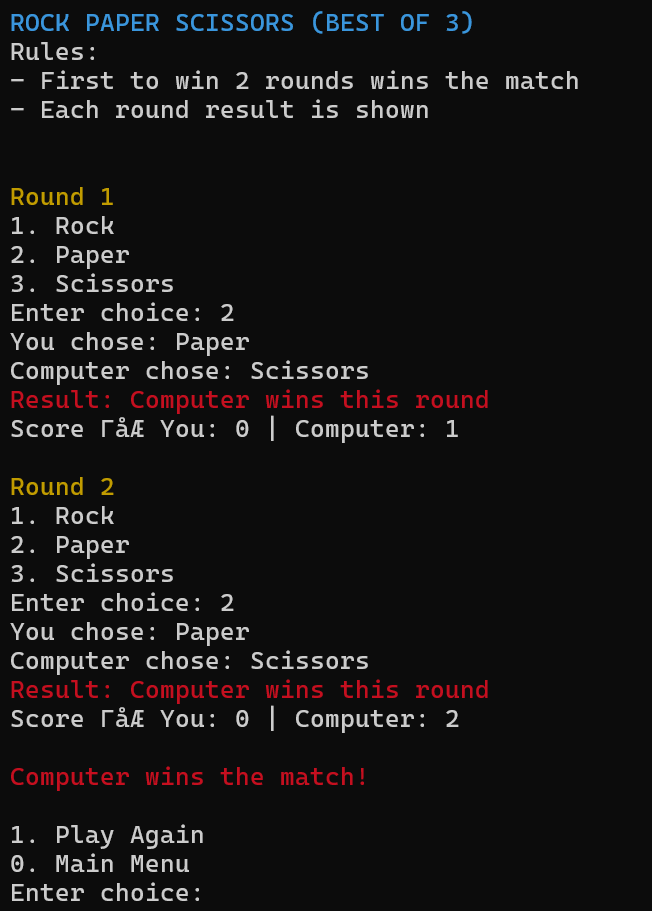 ROCK PAPER SCISSORS (BEST OF 3)
Rules:
- First to win 2 rounds wins the match
- Each round result is shown
Round 1
1. Rock
2. Paper
3. Scissors
Enter choice: 2
You chose: Paper
Computer chose: Scissors
Result: Computer wins this round
Score ΓåÆ You: 0 | Computer: 1
Round 2
1. Rock
2. Paper
3. Scissors
Enter choice: 2
You chose: Paper
Computer chose: Scissors
Result: Computer wins this round
Score ΓåÆ You: 0 | Computer: 2
Computer wins the match!
1. Play Again
0. Main Menu
Enter choice: